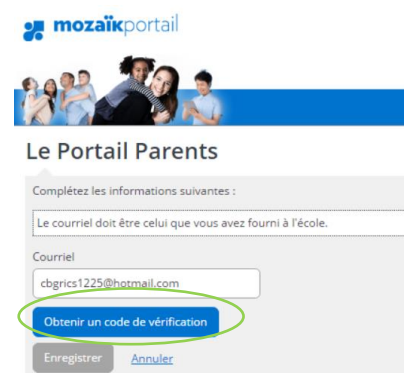 mozaïkportail
Le Portail Parents
Complétez les informations suivantes :
Le courriel doit être celui que vous avez fourni à l'école.
Courriel
cbgrics1225@hotmail.com
Obtenir un code de vérification
Enregistrer Annuler